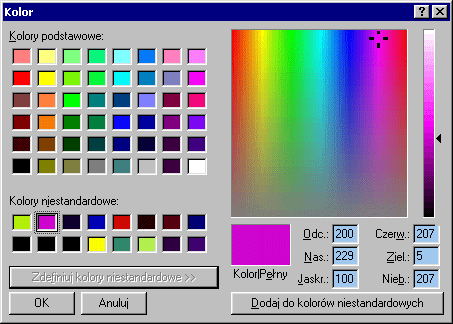 Kolor
Kolory podstawowe:
Kolory niestandardowe:
Zdefiniuj kolory niestandardowe >>
OK
Anuluj
Kolor|Pełny
Odc.: 200
Nas.: 229
Jaskr.: 100
Czerw.: 207
Ziel.: 5
Nieb.: 207
Dodaj do kolorów niestandardowych